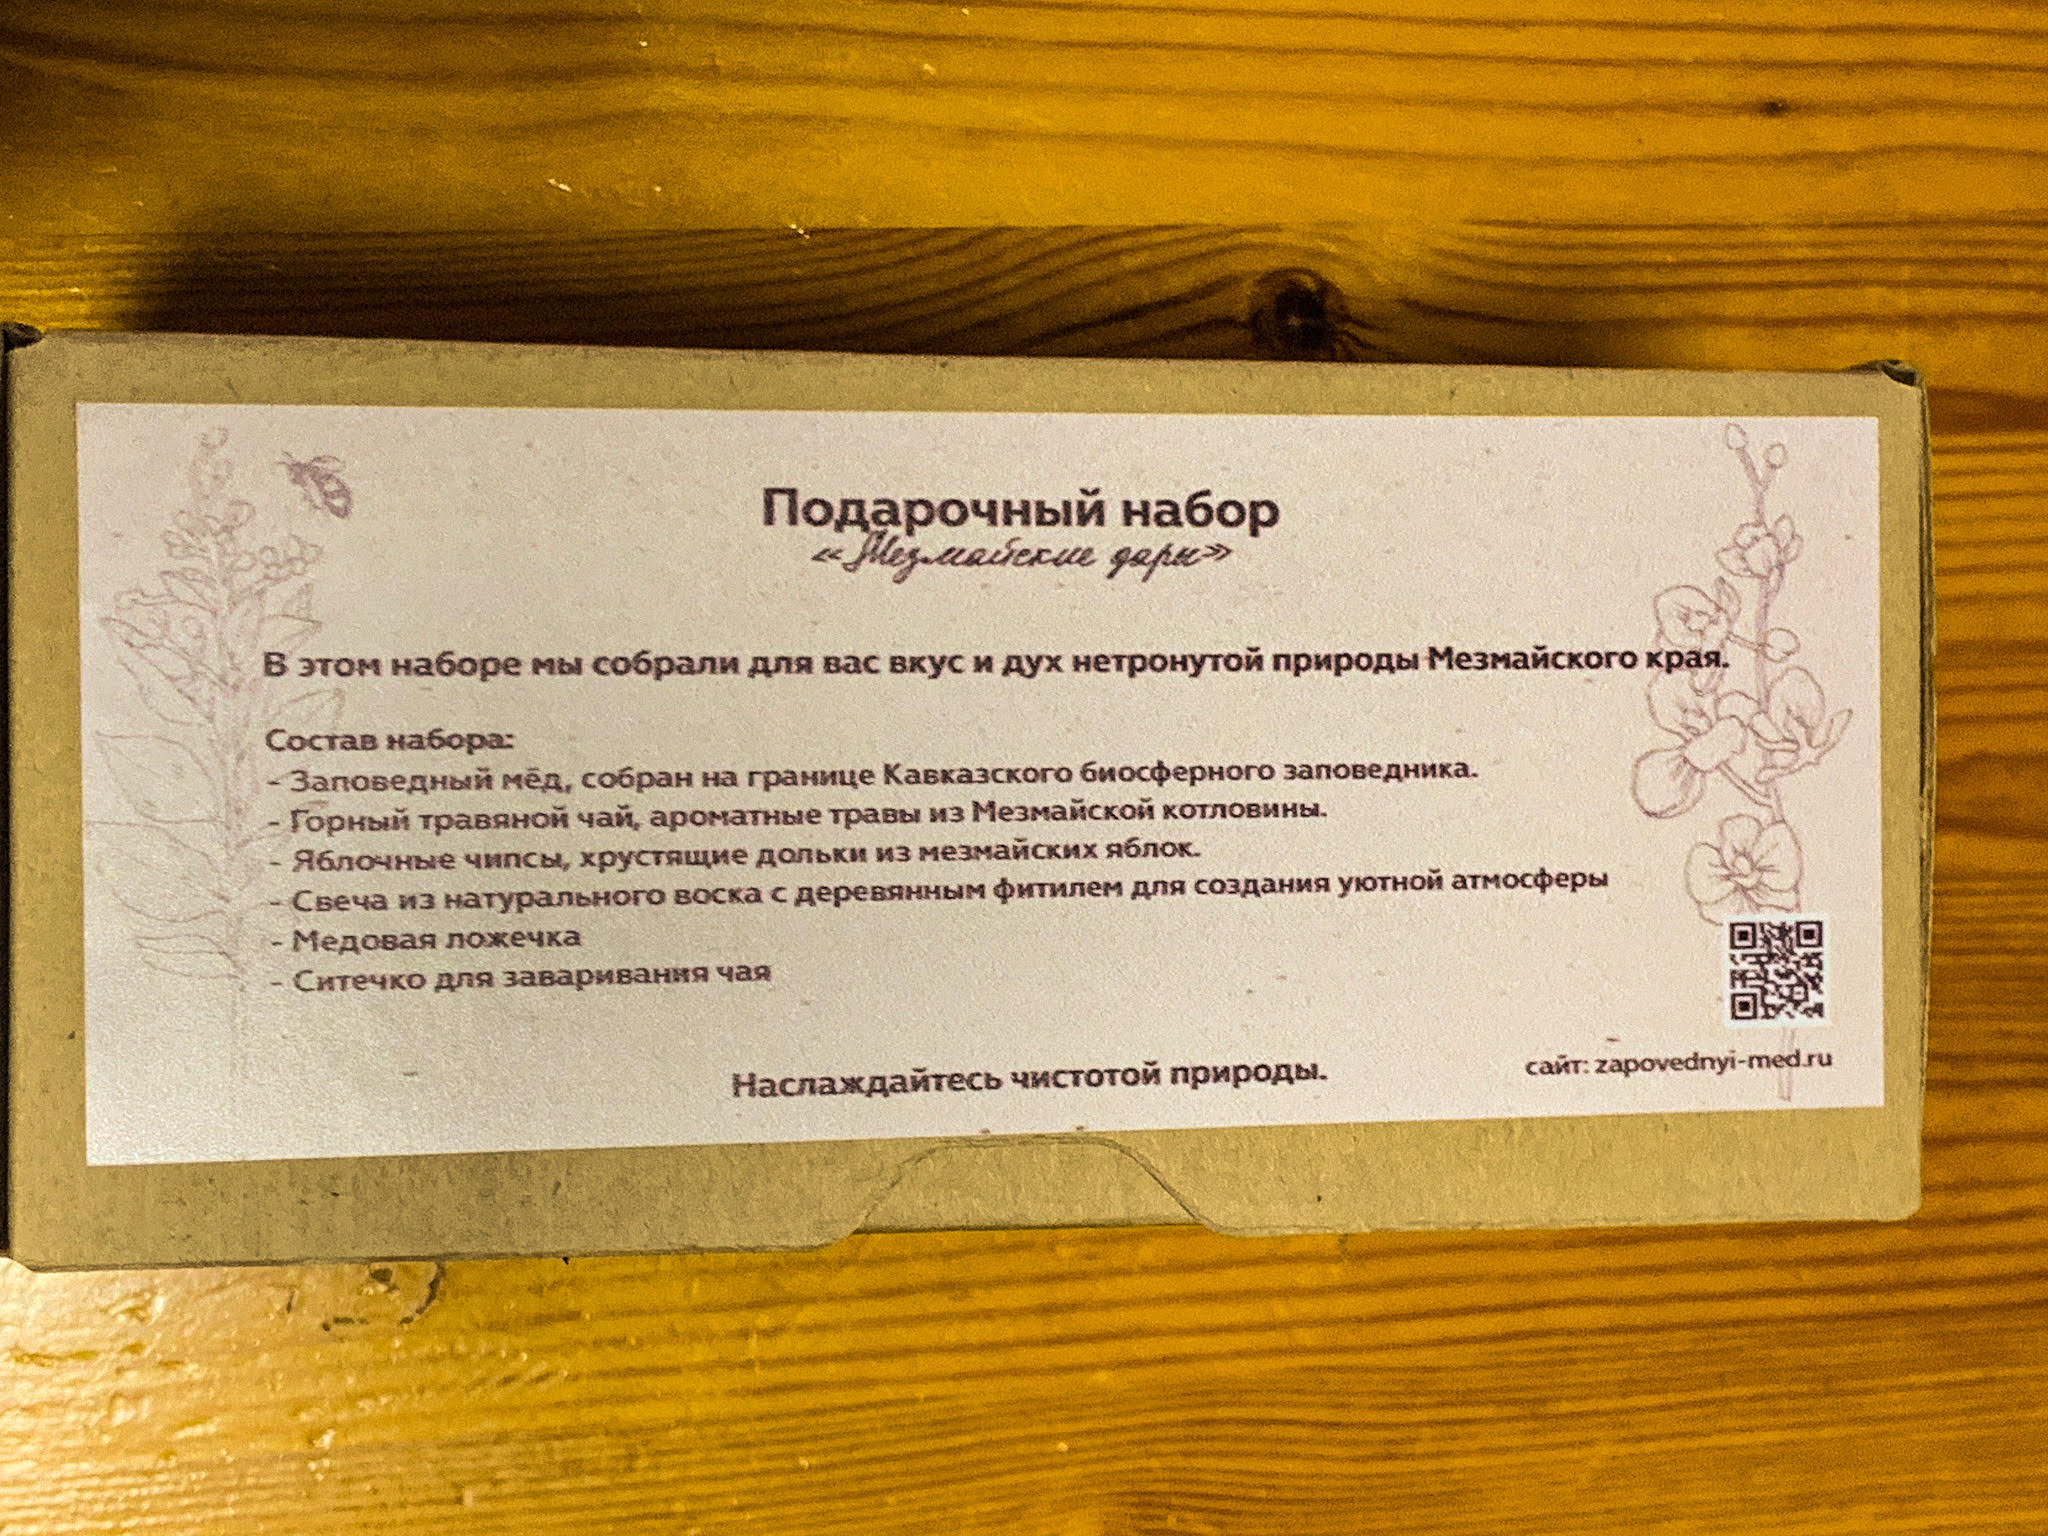 Подарочный набор
«Мезмайские дары»
В этом наборе мы собрали для вас вкус и дух нетронутой природы Мезмайского края.
Состав набора:
- Заповедный мёд, собран на границе Кавказского биосферного заповедника.
- Горный травяной чай, ароматные травы из Мезмайской котловины.
- Яблочные чипсы, хрустящие дольки из мезмайских яблок.
- Свеча из натурального воска с деревянным фитилем для создания уютной атмосферы
- Медовая ложечка
- Ситечко для заваривания чая
Наслаждайтесь чистотой природы.
сайт: zapovednyi-med.ru